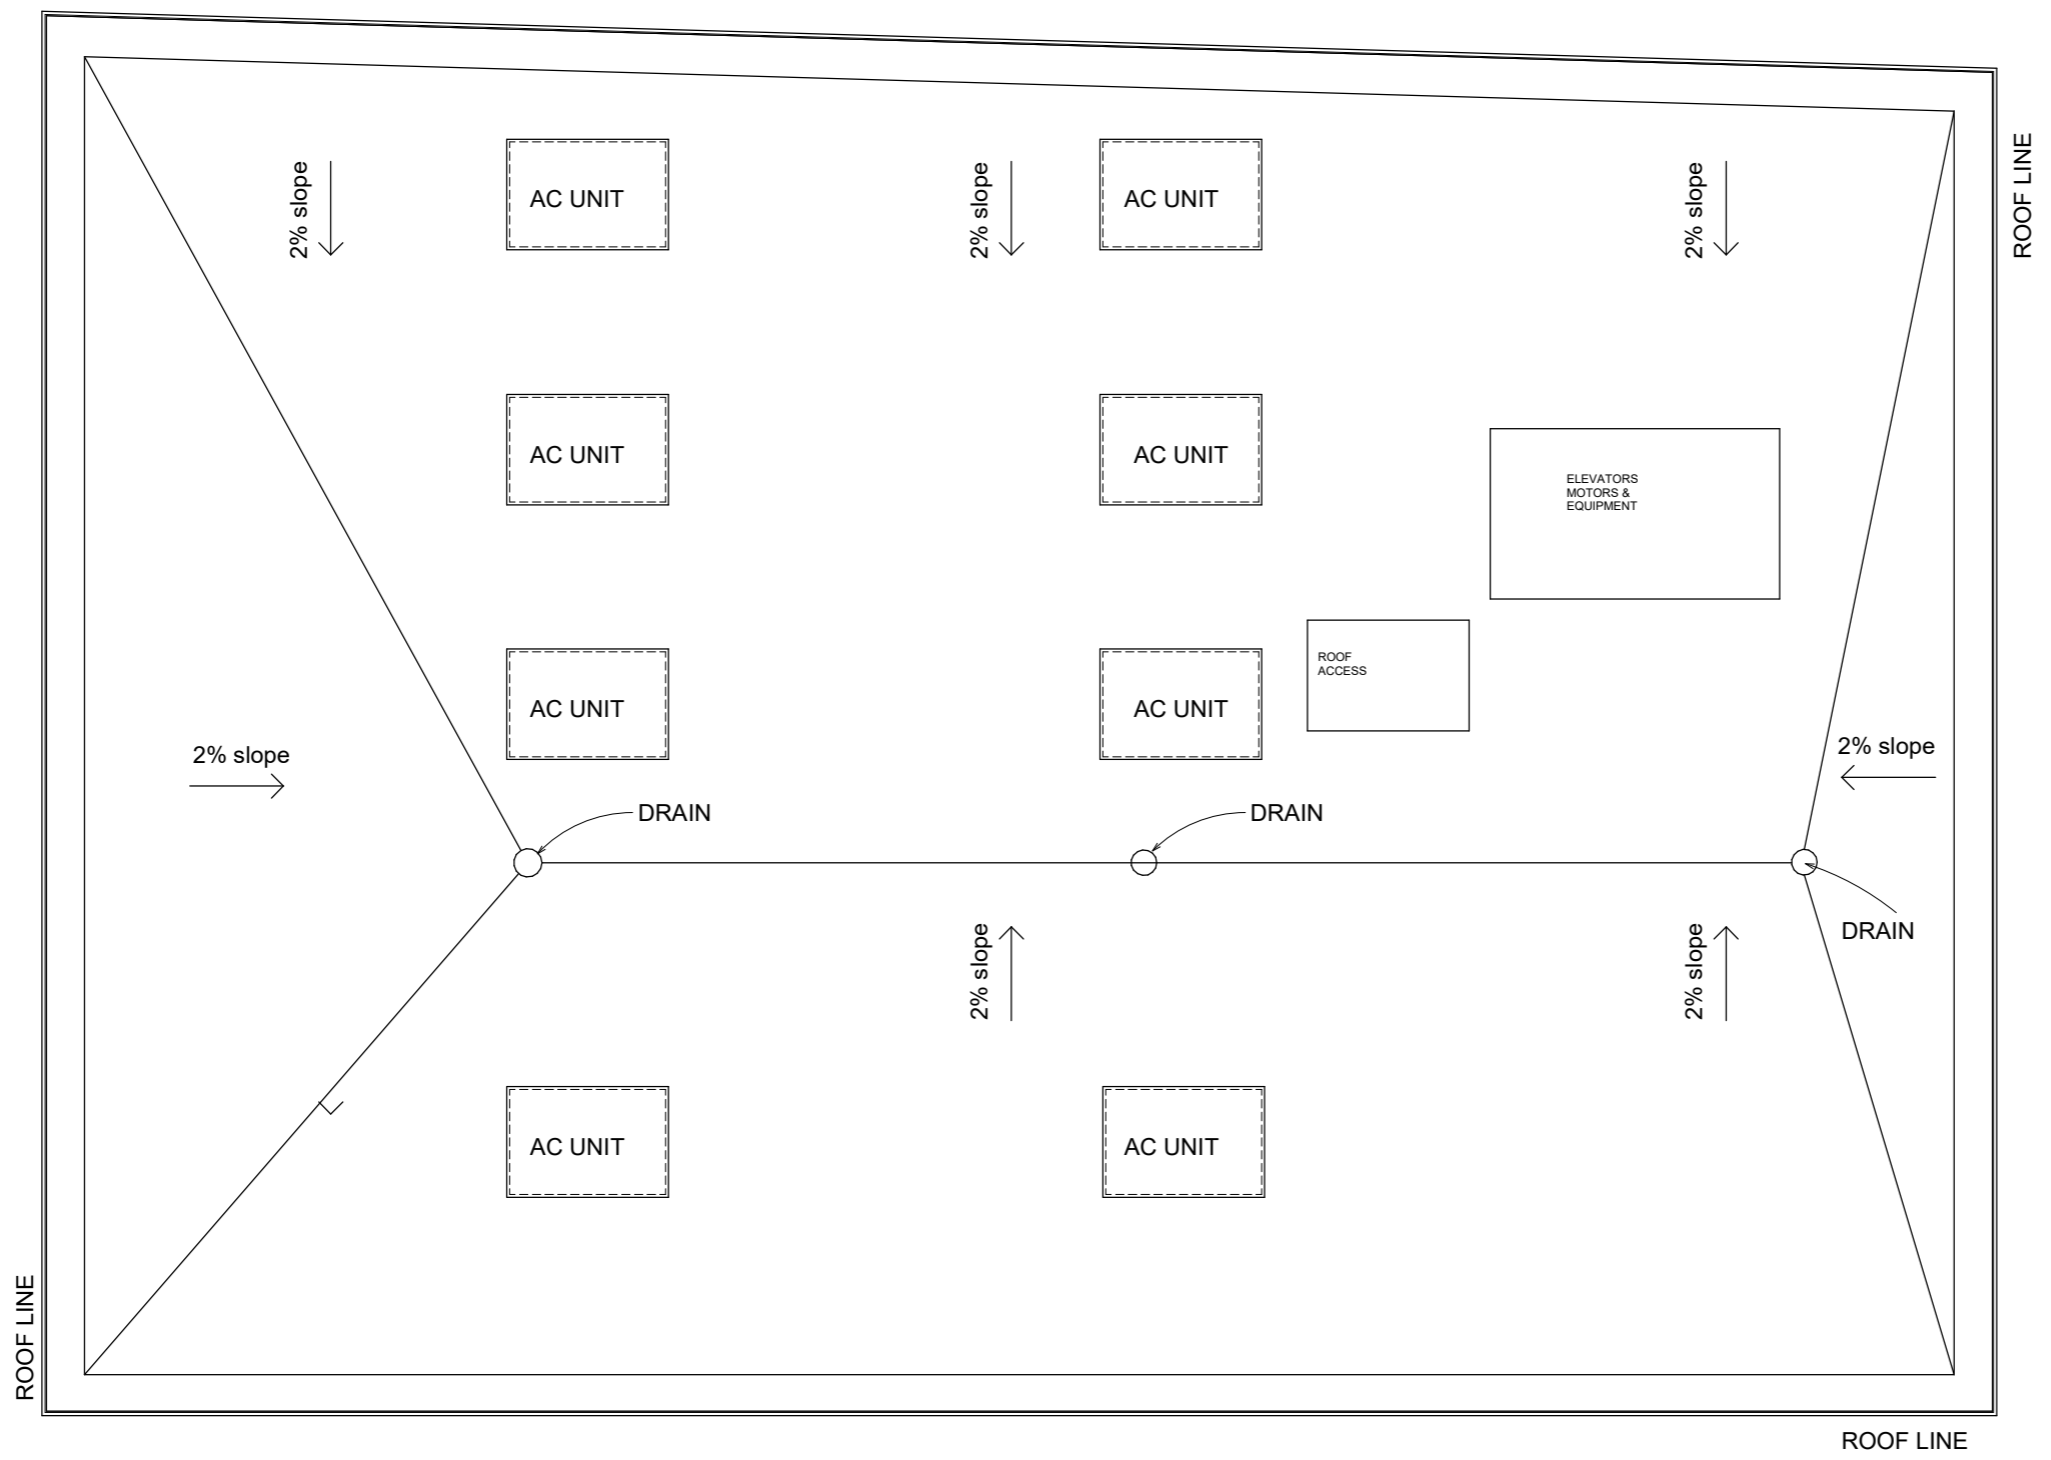 AC UNIT
AC UNIT
2% slope
2% slope
2% slope
ROOF LINE
AC UNIT
AC UNIT
ELEVATORS
MOTORS &
EQUIPMENT
ROOF
ACCESS
AC UNIT
AC UNIT
2% slope
2% slope
DRAIN
DRAIN
DRAIN
2% slope
2% slope
AC UNIT
AC UNIT
ROOF LINE
ROOF LINE